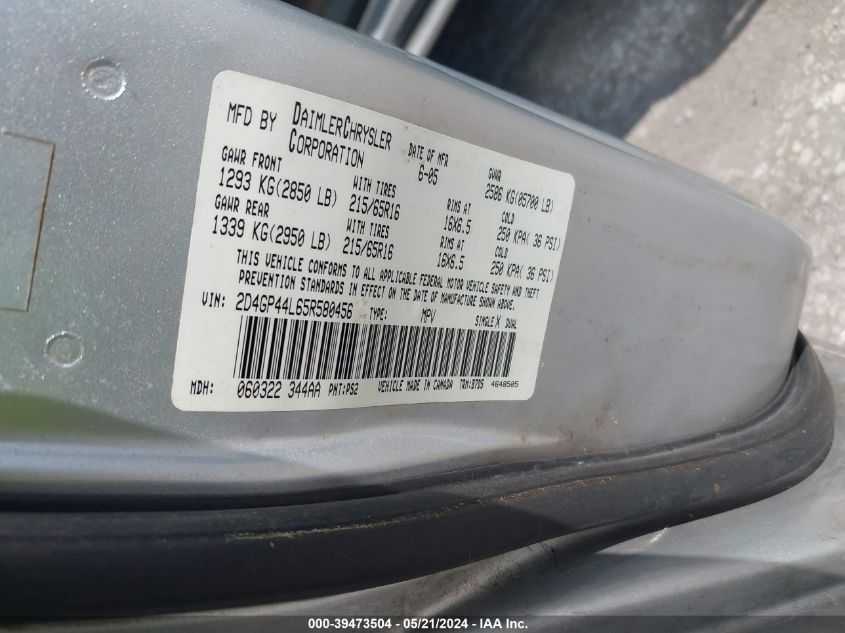 MFD BY DAIMLERCHRYSLER CORPORATION DATE OF MFR 6-05 GVWR 2586 KG(05700 LB)
GAWR FRONT WITH TIRES RIMS AT COLD
1293 KG(2850 LB) 215/65R16 16X6.5 250 KPA( 36 PSI)
GAWR REAR WITH TIRES RIMS AT COLD
1339 KG(2950 LB) 215/65R16 16X6.5 250 KPA( 36 PSI)
THIS VEHICLE CONFORMS TO ALL APPLICABLE FEDERAL MOTOR VEHICLE SAFETY AND THEFT
PREVENTION STANDARDS IN EFFECT ON THE DATE OF MANUFACTURE SHOWN ABOVE.
VIN: 2D4GP44L65R580456 TYPE: MPV SINGLE X DUAL
MDH: 060322 344AA PNT:PS2 VEHICLE MADE IN CANADA TRM:B7D5 4648505
000-39473504 - 05/21/2024 - IAA Inc.